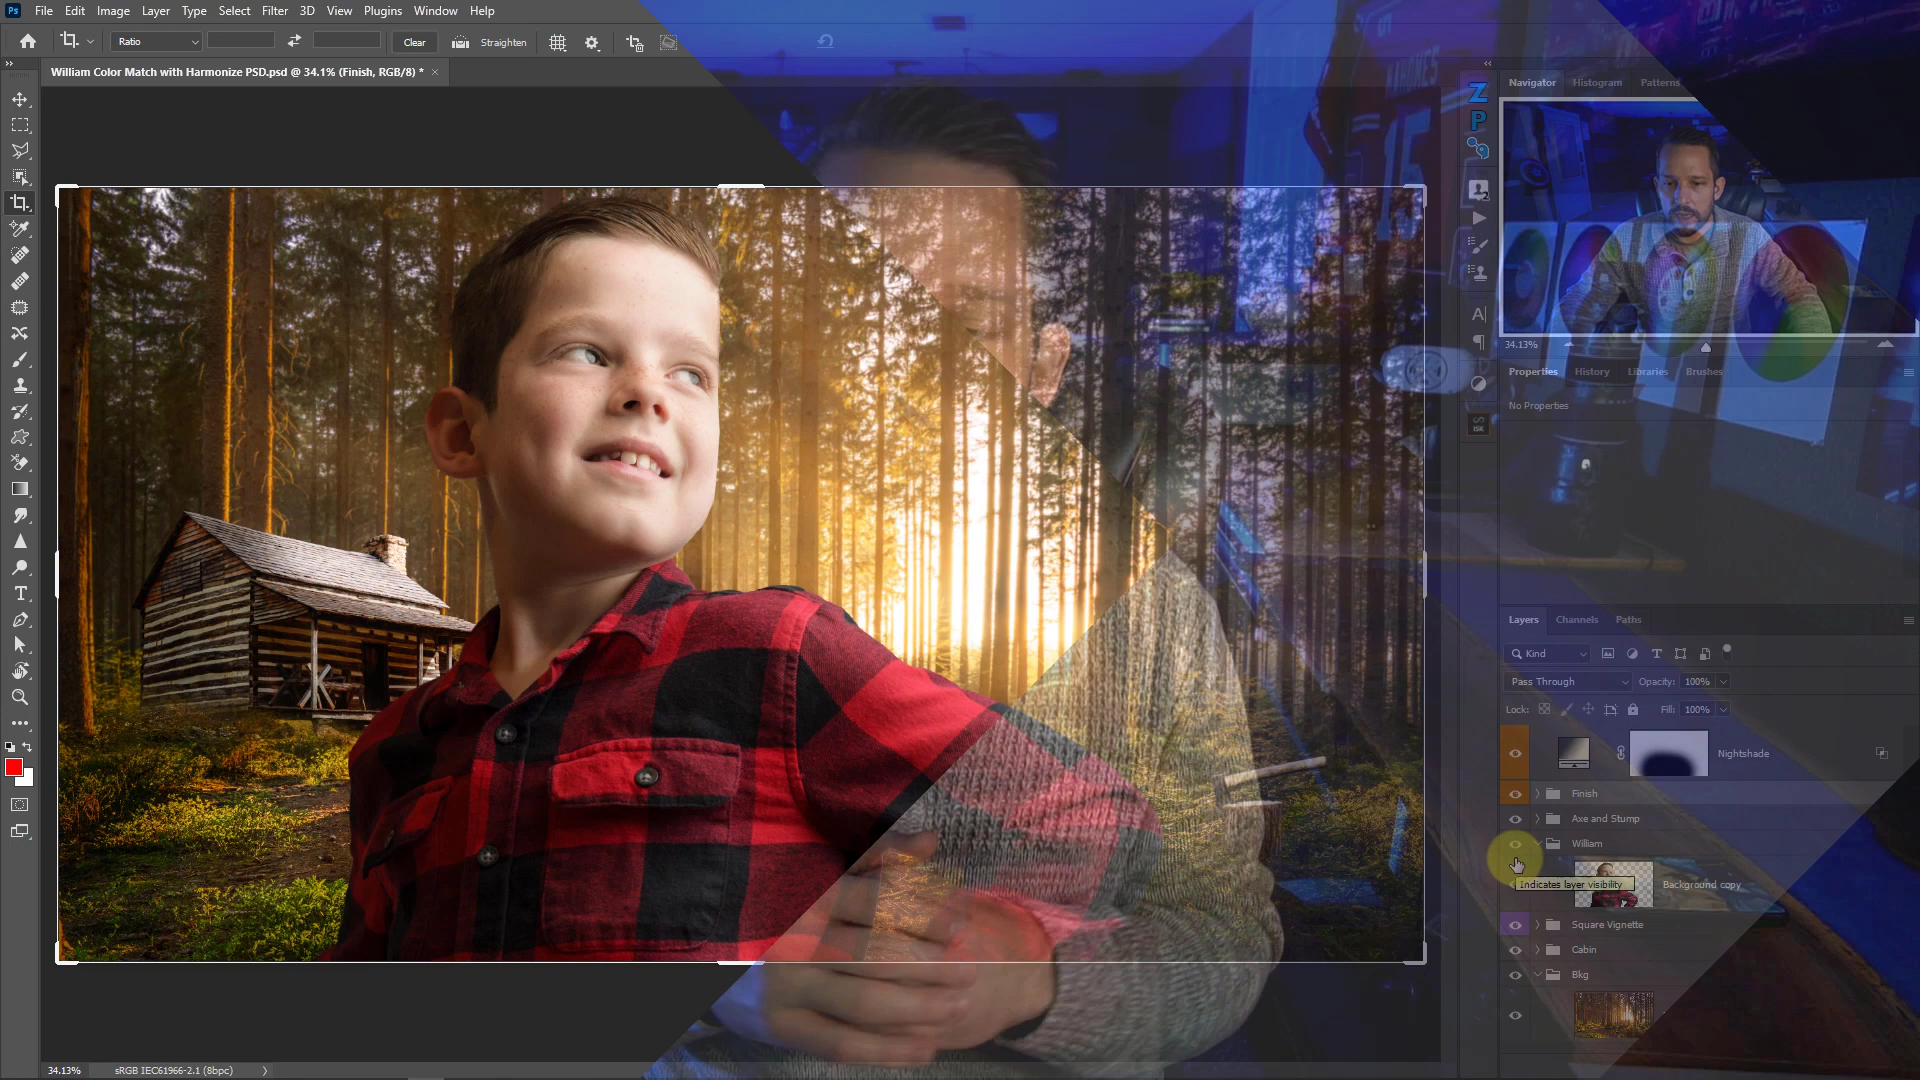 Ps File Edit Image Layer Type Select Filter 3D View Plugins Window Help
Ratio Clear Straighten
William Color Match with Harmonize PSD.psd @ 34.1% (Finish, RGB/8) *
Navigator Histogram Patterns
34.13%
Properties History Libraries Brushes
No Properties
Layers Channels Paths
Kind
Pass Through Opacity: 100%
Lock: Fill: 100%
Nightshade
Finish
Axe and Stump
William
Indicates layer visibility
Background copy
Square Vignette
Cabin
Bkg
34.13% sRGB IEC61966-2.1 (8bpc)